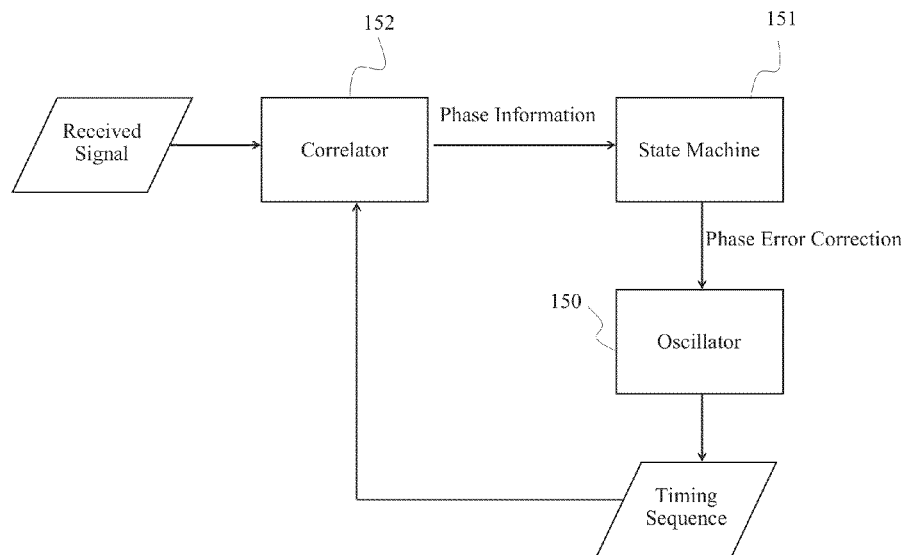 152
151
Received
Signal
Correlator
Phase Information
State Machine
Phase Error Correction
150
Oscillator
Timing
Sequence